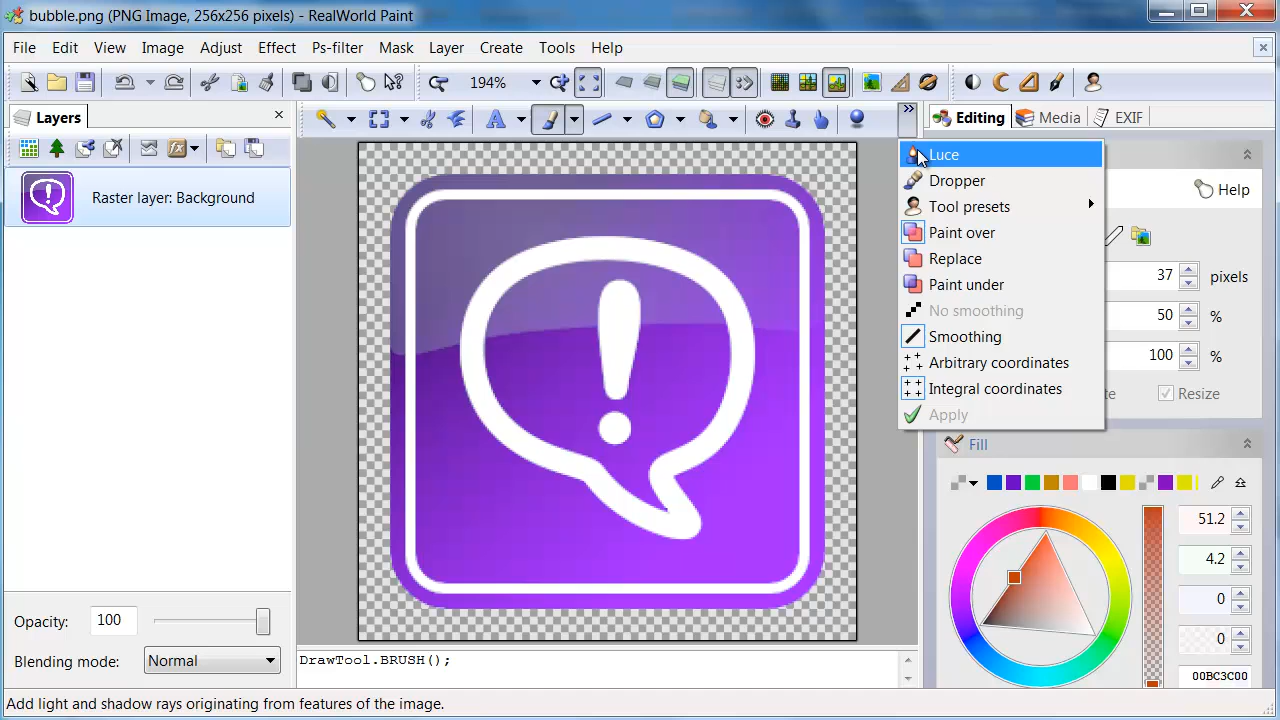 bubble.png (PNG Image, 256x256 pixels) - RealWorld Paint
File Edit View Image Adjust Effect Ps-filter Mask Layer Create Tools Help
194%
Layers
Editing Media EXIF
Raster layer: Background
Luce
Dropper
Tool presets
Paint over
Replace
Paint under
No smoothing
Smoothing
Arbitrary coordinates
Integral coordinates
Apply
Help
37 pixels
50 %
100 %
Resize
Fill
51.2
4.2
0
0
00BC3C00
Opacity: 100
Blending mode: Normal
DrawTool.BRUSH();
Add light and shadow rays originating from features of the image.